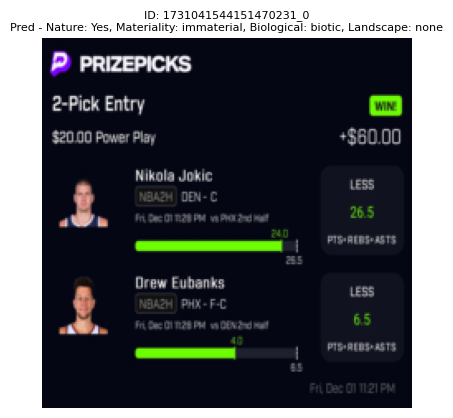 ID: 1731041544151470231_0
Pred - Nature: Yes, Materiality: immaterial, Biological: biotic, Landscape: none
PRIZEPICKS
2-Pick Entry
WIN!
$20.00 Power Play
+$60.00
Nikola Jokic
NBA2H DEN - C
Fri, Dec 01 11:28 PM vs PHX 2nd Half
24.0
26.5
LESS
26.5
PTS+REBS+ASTS
Drew Eubanks
NBA2H PHX - F-C
Fri, Dec 01 11:28 PM vs DEN 2nd Half
4.0
6.5
LESS
6.5
PTS+REBS+ASTS
Fri, Dec 01 11:21 PM